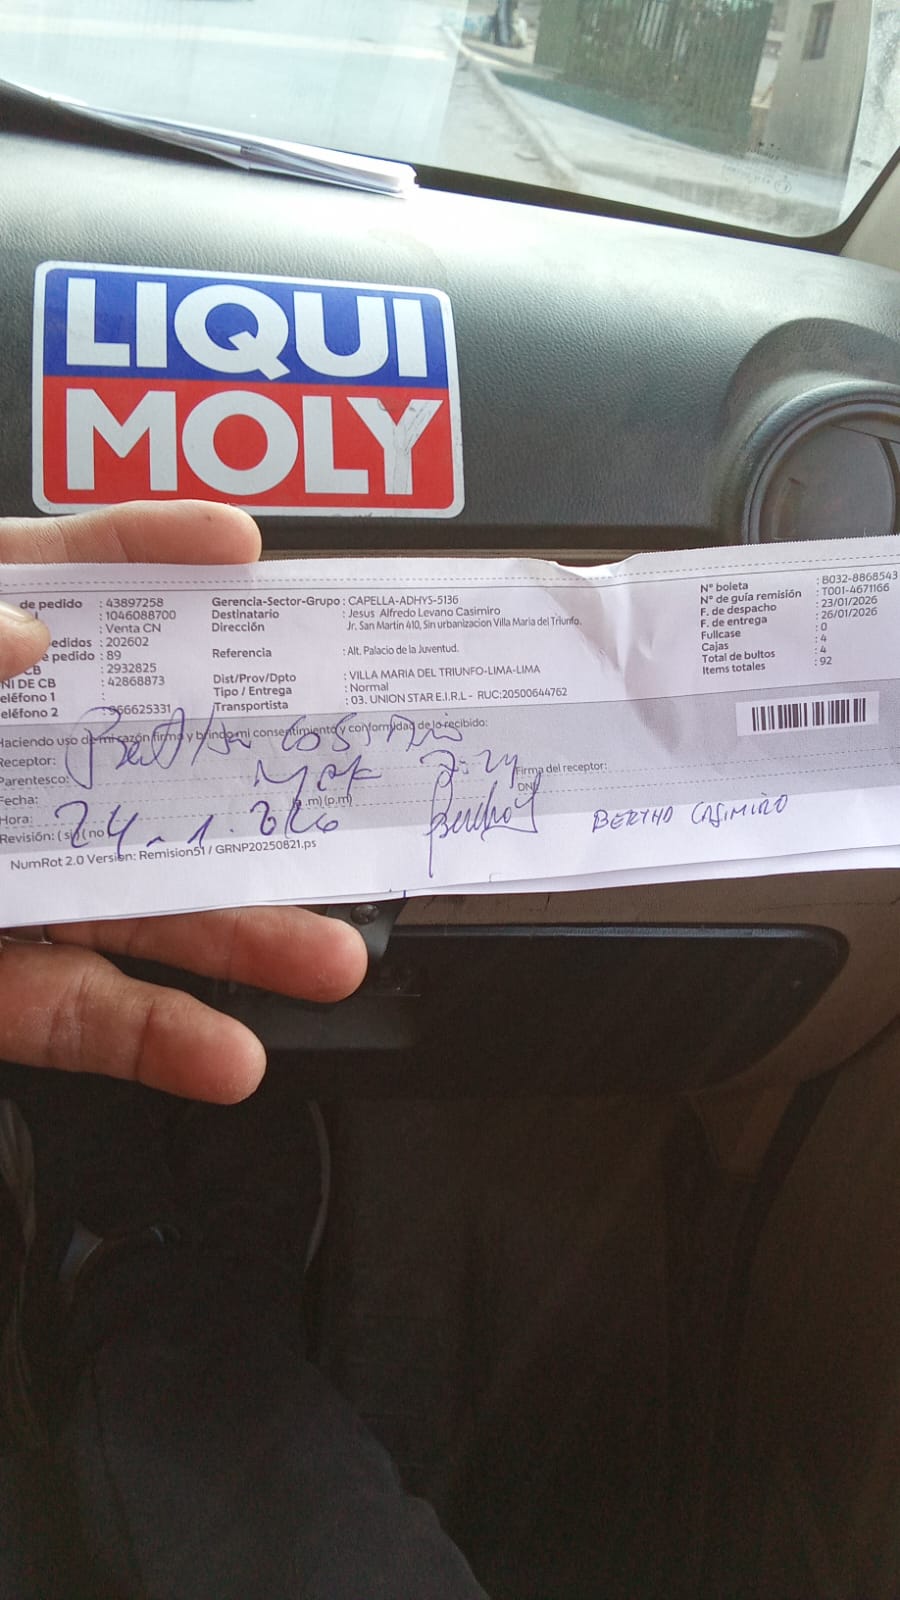 LIQUI
MOLY
de pedido : 43897258
: 1046088700
: Venta CN
pedidos : 202602
e pedido : 89
CB : 2932825
NI DE CB : 42868873
eléfono 1 :
eléfono 2 : 966625331
Gerencia-Sector-Grupo : CAPELLA-ADHYS-5136
Destinatario : Jesus Alfredo Levano Casimiro
Dirección Jr. San Martin 410, Sin urbanizacion Villa Maria del Triunfo.
Referencia : Alt. Palacio de la Juventud.
Dist/Prov/Dpto : VILLA MARIA DEL TRIUNFO-LIMA-LIMA
Tipo / Entrega : Normal
Transportista : 03. UNION STAR E.I.R.L - RUC:20500644762
N° boleta : B032-8868543
N° de guía remisión : T001-4671166
F. de despacho : 23/01/2026
F. de entrega : 26/01/2026
Fullcase : 0
Cajas : 4
Total de bultos : 4
Items totales : 92
Haciendo uso de mi razón firmo y brindo mi consentimiento y conformidad de lo recibido:
Receptor:
Parentesco:
Firma del receptor:
DNI
Fecha:
Hora: (a.m) (p.m)
24-1.
BERTHO CASIMIRO
Revisión: ( si ) ( no
NumRot 2.0 Version: Remision51 / GRNP20250821.ps